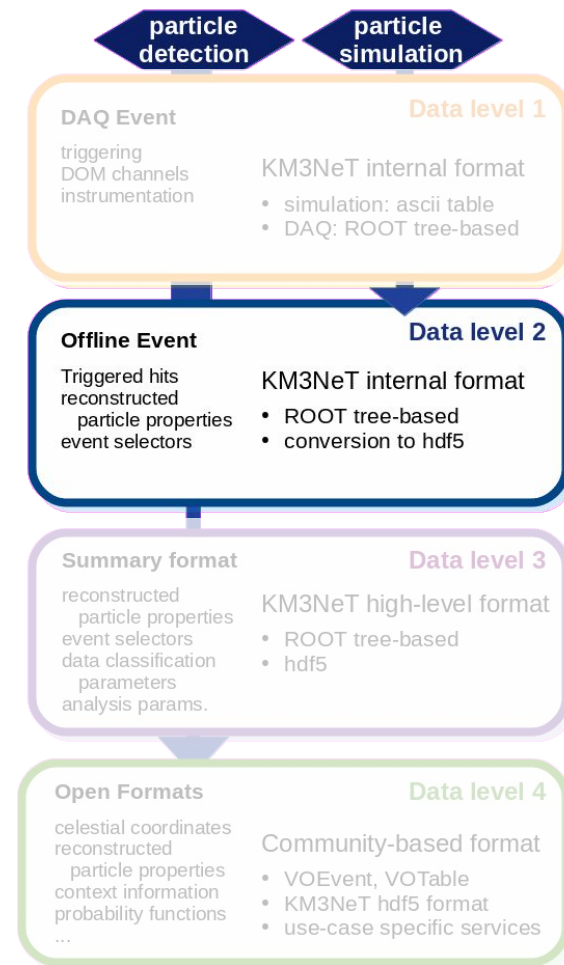 particle
detection
particle
simulation
Data level 1
DAQ Event
triggering
DOM channels
instrumentation
KM3NeT internal format
• simulation: ascii table
• DAQ: ROOT tree-based
Data level 2
Offline Event
Triggered hits
reconstructed
particle properties
event selectors
KM3NeT internal format
• ROOT tree-based
• conversion to hdf5
Data level 3
Summary format
reconstructed
particle properties
event selectors
data classification
parameters
analysis params.
KM3NeT high-level format
• ROOT tree-based
• hdf5
Data level 4
Open Formats
celestial coordinates
reconstructed
particle properties
context information
probability functions
...
Community-based format
• VOEvent, VOTable
• KM3NeT hdf5 format
• use-case specific services